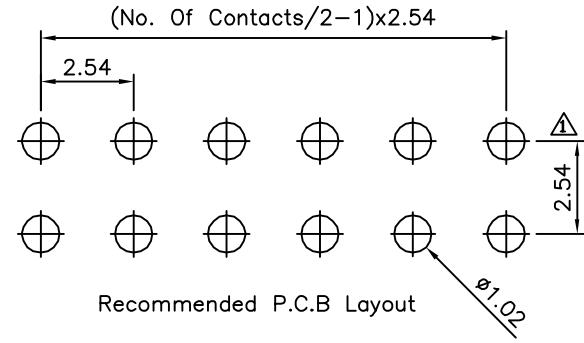 (No. Of Contacts/2-1)x2.54
2.54
1
2.54
ø1.02
Recommended P.C.B Layout